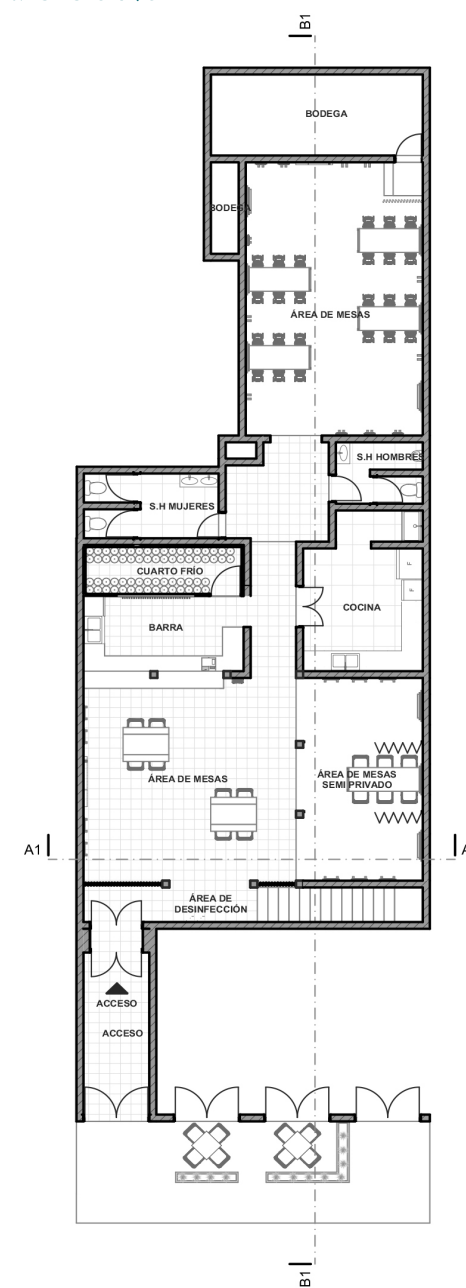 B1
BODEGA
BODEGA
ÁREA DE MESAS
S.H HOMBRES
S.H MUJERES
CUARTO FRÍO
COCINA
BARRA
F
F
ÁREA DE MESAS
ÁREA DE MESAS
SEMI PRIVADO
A1
A
ÁREA DE
DESINFECCIÓN
ACCESO
ACCESO
B1